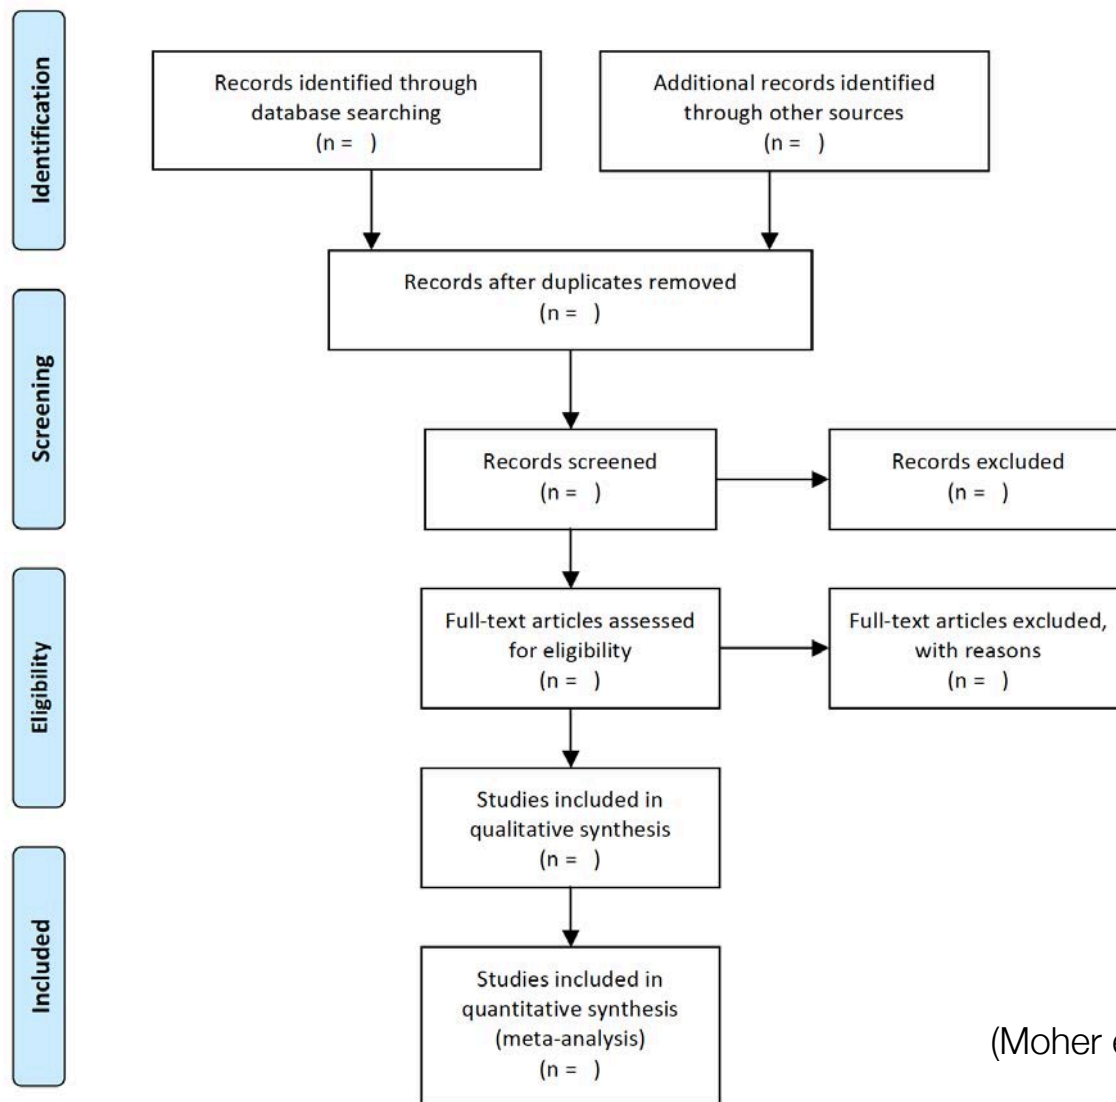 Identification
Records identified through
database searching
(n =   )
Additional records identified
through other sources
(n =   )
Records after duplicates removed
(n =   )
Screening
Records screened
(n =   )
Records excluded
(n =   )
Eligibility
Full-text articles assessed
for eligibility
(n =   )
Full-text articles excluded,
with reasons
(n =   )
Studies included in
qualitative synthesis
(n =   )
Included
Studies included in
quantitative synthesis
(meta-analysis)
(n =   )
(Moher e